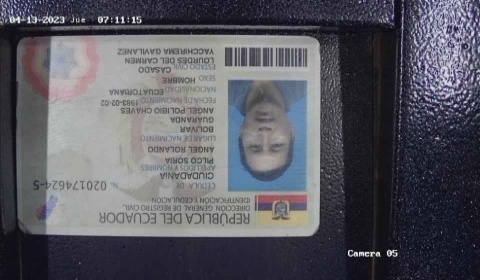 04-13-2023 Jue 07:11:15
REPÚBLICA DEL ECUADOR
DIRECCIÓN GENERAL DE REGISTRO CIVIL
IDENTIFICACIÓN Y CEDULACIÓN
CÉDULA DE
CIUDADANÍA
N. 020174624-5
APELLIDOS Y NOMBRES
PILCO SORIA
ANGEL ROLANDO
LUGAR DE NACIMIENTO
BOLIVAR
GUARANDA
ANGEL POLIBIO CHAVES
FECHA DE NACIMIENTO 1983-02-02
NACIONALIDAD ECUATORIANA
SEXO HOMBRE
ESTADO CIVIL CASADO
LOURDES DEL CARMEN
YACCHIREMA GAVILANEZ
Camera 05